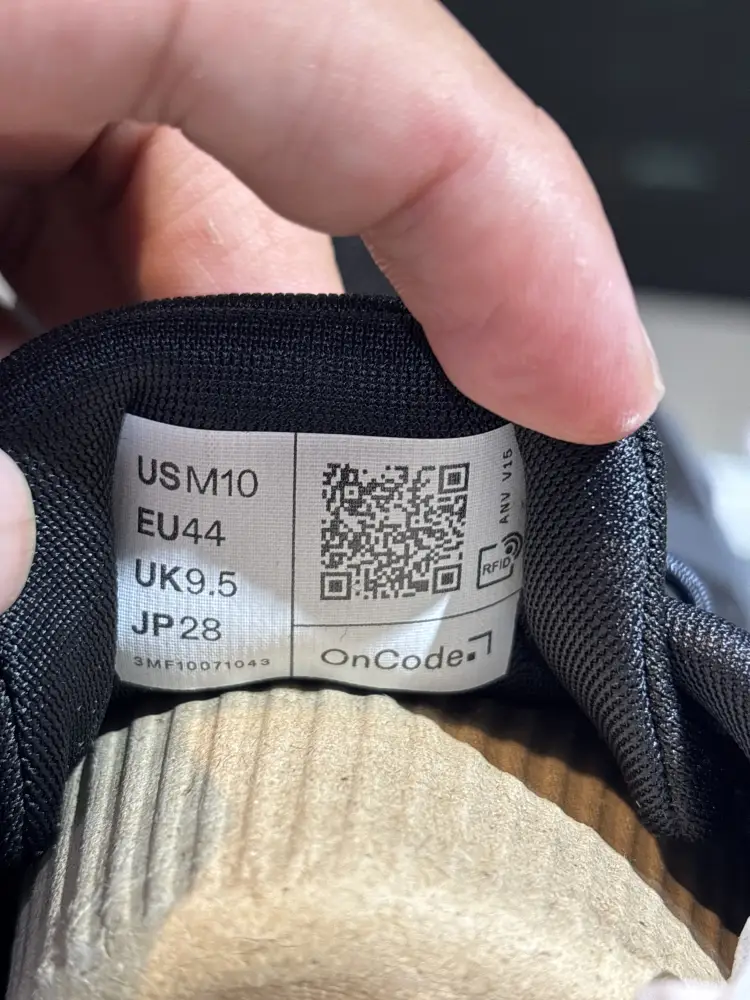 USM10
EU44
UK9.5
JP28
3MF10071043
ANV V15
RFID
OnCode